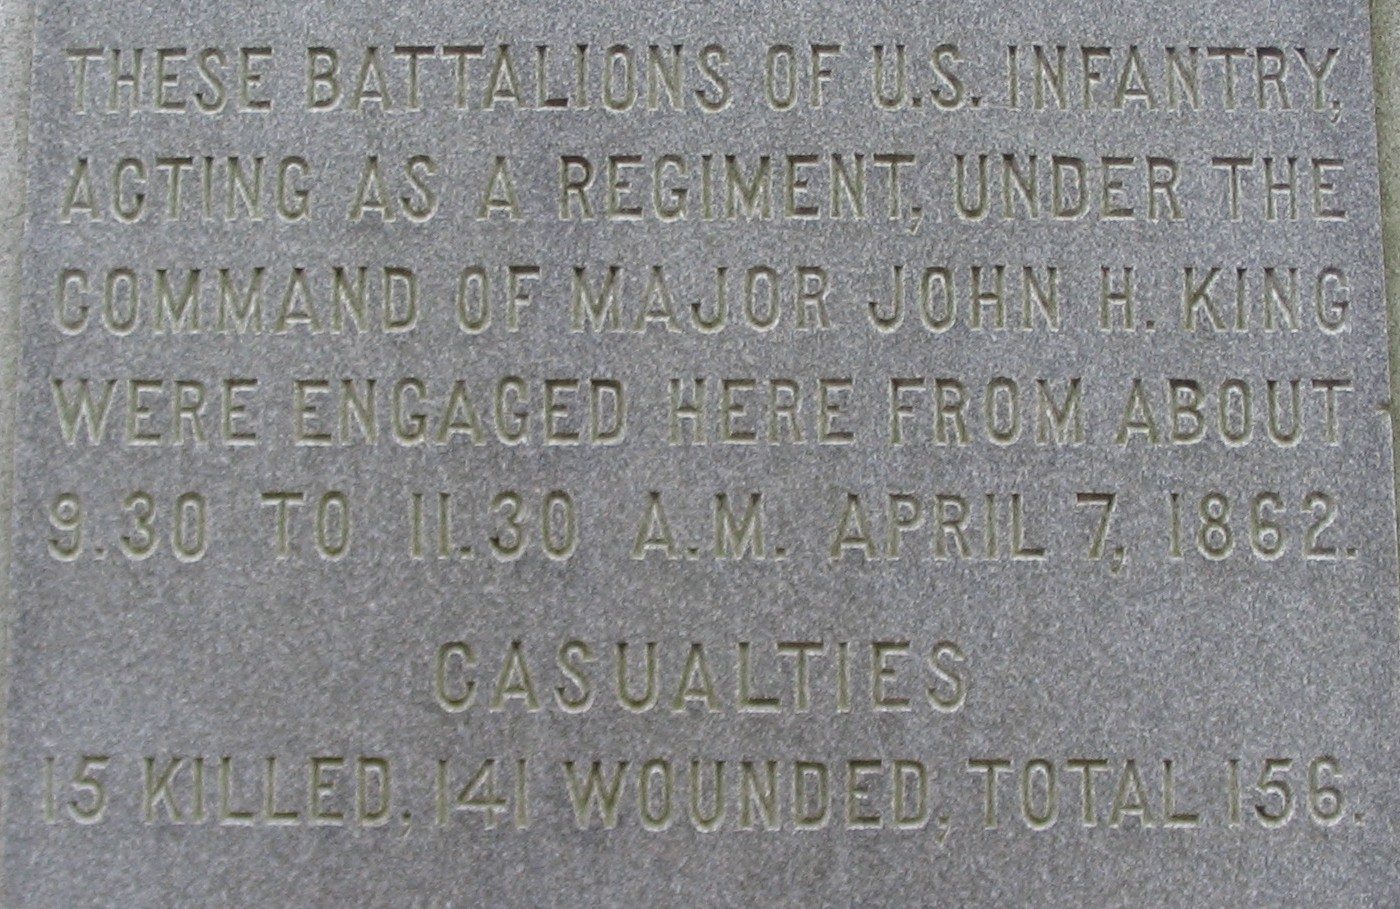 THESE BATTALIONS OF U.S. INFANTRY,
ACTING AS A REGIMENT, UNDER THE
COMMAND OF MAJOR JOHN H. KING
WERE ENGAGED HERE FROM ABOUT
9.30 TO 11.30 A.M. APRIL 7, 1862.
CASUALTIES
15 KILLED, 141 WOUNDED, TOTAL 156.